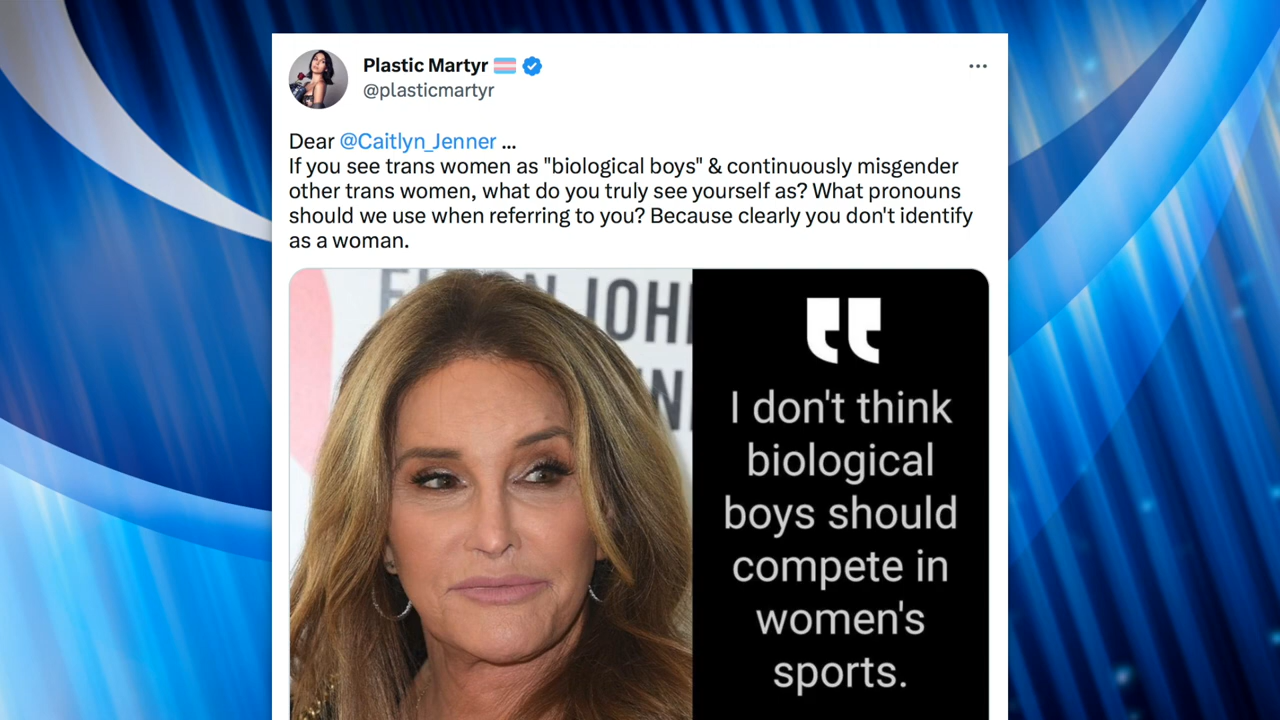 Plastic Martyr
@plasticmartyr
Dear @Caitlyn_Jenner ...
If you see trans women as "biological boys" & continuously misgender
other trans women, what do you truly see yourself as? What pronouns
should we use when referring to you? Because clearly you don't identify
as a woman.
JOH
N
I don't think
biological
boys should
compete in
women's
sports.